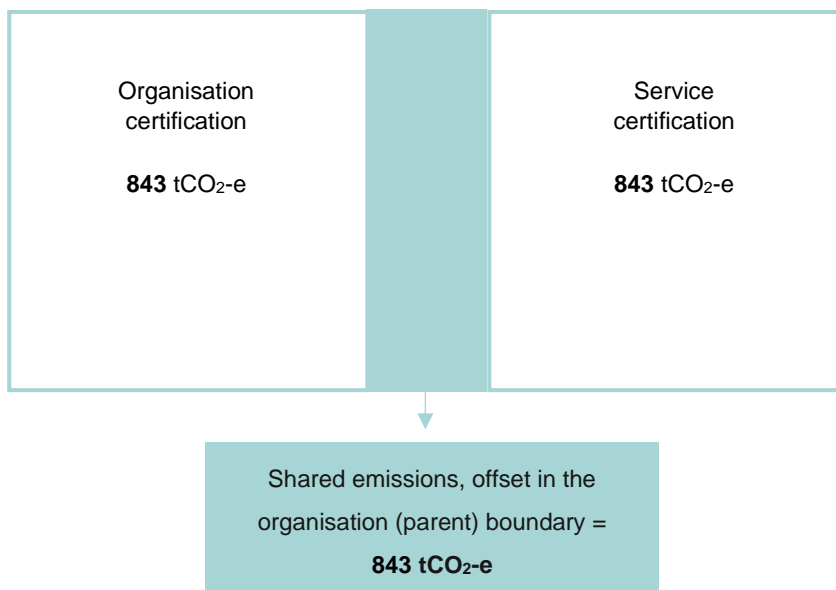 Organisation
certification
843 tCO₂-e
Service
certification
843 tCO₂-e
Shared emissions, offset in the
organisation (parent) boundary =
843 tCO₂-e